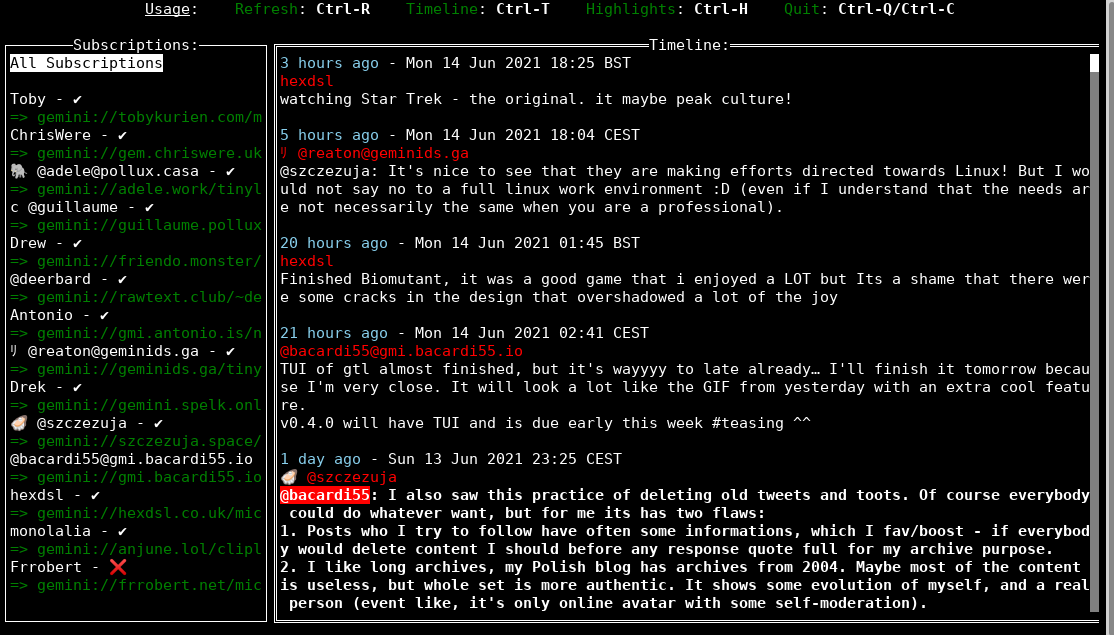 Usage: Refresh: Ctrl-R Timeline: Ctrl-T Highlights: Ctrl-H Quit: Ctrl-Q/Ctrl-C
Subscriptions:
All Subscriptions
Toby - ✔
=> gemini://tobykurien.com/m
ChrisWere - ✔
=> gemini://gem.chriswere.uk
🐘 @adele@pollux.casa - ✔
=> gemini://adele.work/tinyl
c @guillaume - ✔
=> gemini://guillaume.pollux
Drew - ✔
=> gemini://friendo.monster/
@deerbard - ✔
=> gemini://rawtext.club/~de
Antonio - ✔
=> gemini://gmi.antonio.is/n
ﾘ @reaton@geminids.ga - ✔
=> gemini://geminids.ga/tiny
Drek - ✔
=> gemini://gemini.spelk.onl
🦪 @szczezuja - ✔
=> gemini://szczezuja.space/
@bacardi55@gmi.bacardi55.io
=> gemini://gmi.bacardi55.io
hexdsl - ✔
=> gemini://hexdsl.co.uk/mic
monolalia - ✔
=> gemini://anjune.lol/clipl
Frrobert - ❌
=> gemini://frrobert.net/mic
Timeline:
3 hours ago - Mon 14 Jun 2021 18:25 BST
hexdsl
watching Star Trek - the original. it maybe peak culture!
5 hours ago - Mon 14 Jun 2021 18:04 CEST
ﾘ @reaton@geminids.ga
@szczezuja: It's nice to see that they are making efforts directed towards Linux! But I wo
uld not say no to a full linux work environment :D (even if I understand that the needs ar
e not necessarily the same when you are a professional).
20 hours ago - Mon 14 Jun 2021 01:45 BST
hexdsl
Finished Biomutant, it was a good game that i enjoyed a LOT but Its a shame that there wer
e some cracks in the design that overshadowed a lot of the joy
21 hours ago - Mon 14 Jun 2021 02:41 CEST
@bacardi55@gmi.bacardi55.io
TUI of gtl almost finished, but it's wayyyy to late already… I'll finish it tomorrow becau
se I'm very close. It will look a lot like the GIF from yesterday with an extra cool featu
re.
v0.4.0 will have TUI and is due early this week #teasing ^^
1 day ago - Sun 13 Jun 2021 23:25 CEST
🦪 @szczezuja
@bacardi55: I also saw this practice of deleting old tweets and toots. Of course everybody
could do whatever want, but for me its has two flaws:
1. Posts who I try to follow have often some informations, which I fav/boost - if everybod
y would delete content I should before any response quote full for my archive purpose.
2. I like long archives, my Polish blog has archives from 2004. Maybe most of the content
is useless, but whole set is more authentic. It shows some evolution of myself, and a real
person (event like, it's only online avatar with some self-moderation).